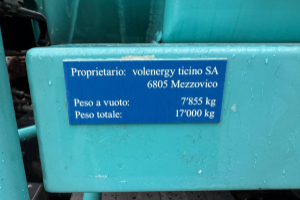 Proprietario: volenergy ticino SA
6805 Mezzovico
Peso a vuoto: 7'855 kg
Peso totale: 17'000 kg